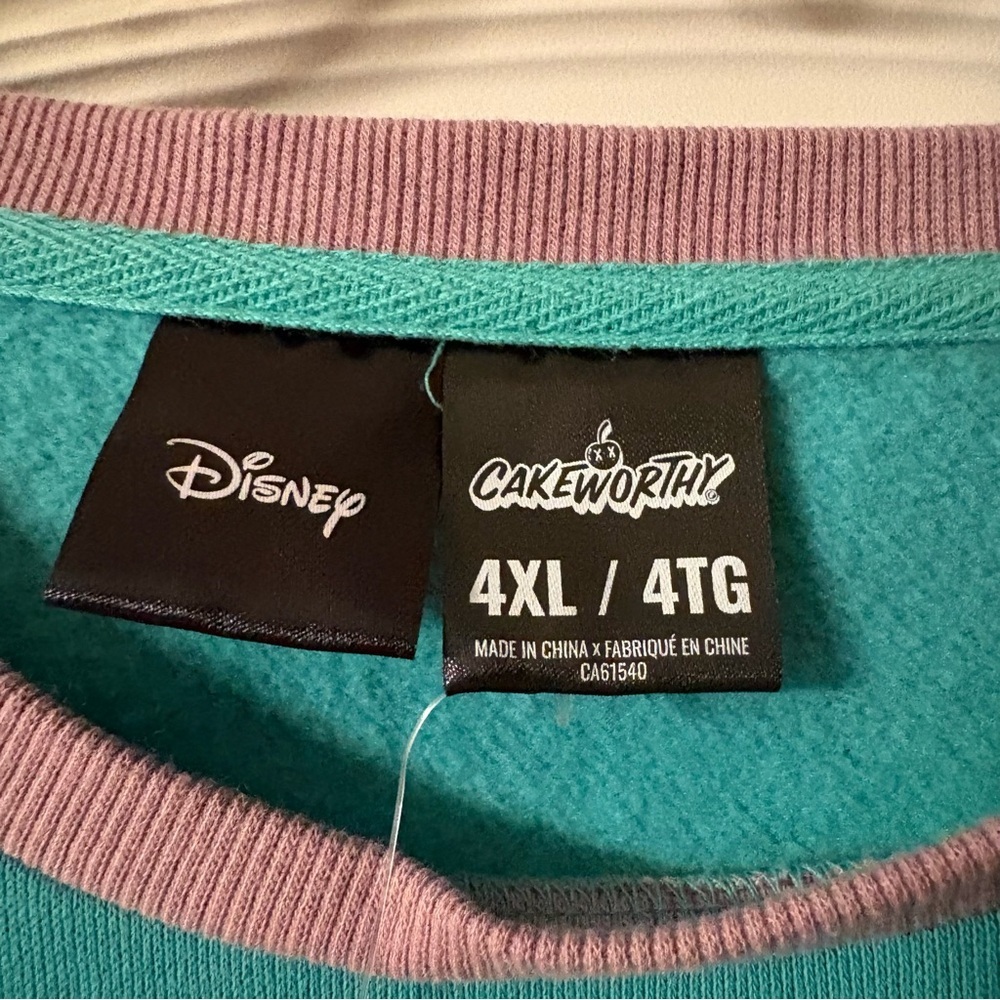 Disney
CAKEWORTHY
4XL / 4TG
MADE IN CHINA x FABRIQUÉ EN CHINE
CA61540